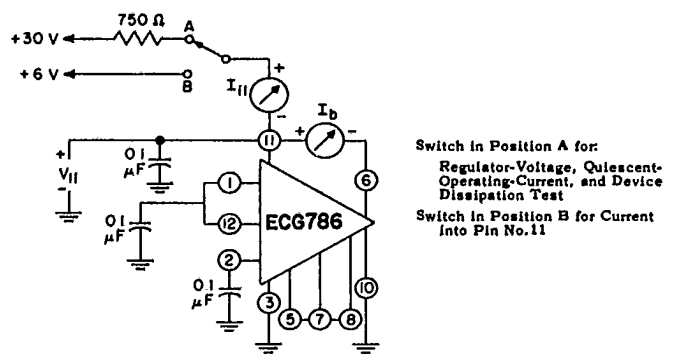 750 Ω
A
+30 V
+6 V
B
+
I11
-
+
Ib
-
11
+
V11
-
0.1
μF
6
1
12
ECG786
0.1
μF
2
0.1
μF
3
5
7
8
10
Switch in Position A for:
Regulator-Voltage, Quiescent-
Operating-Current, and Device
Dissipation Test
Switch in Position B for Current
into Pin No.11